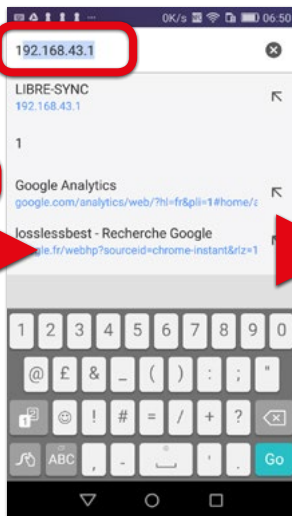 0K/s 06:50
192.168.43.1
LIBRE-SYNC
192.168.43.1
1
Google Analytics
google.com/analytics/web/?hl=fr&pli=1#home/a
losslessbest - Recherche Google
gle.fr/webhp?sourceid=chrome-instant&rlz=1
1 2 3 4 5 6 7 8 9 0
@ £ & _ ( ) : ; "
! # = / + ?
ABC , - ' . Go